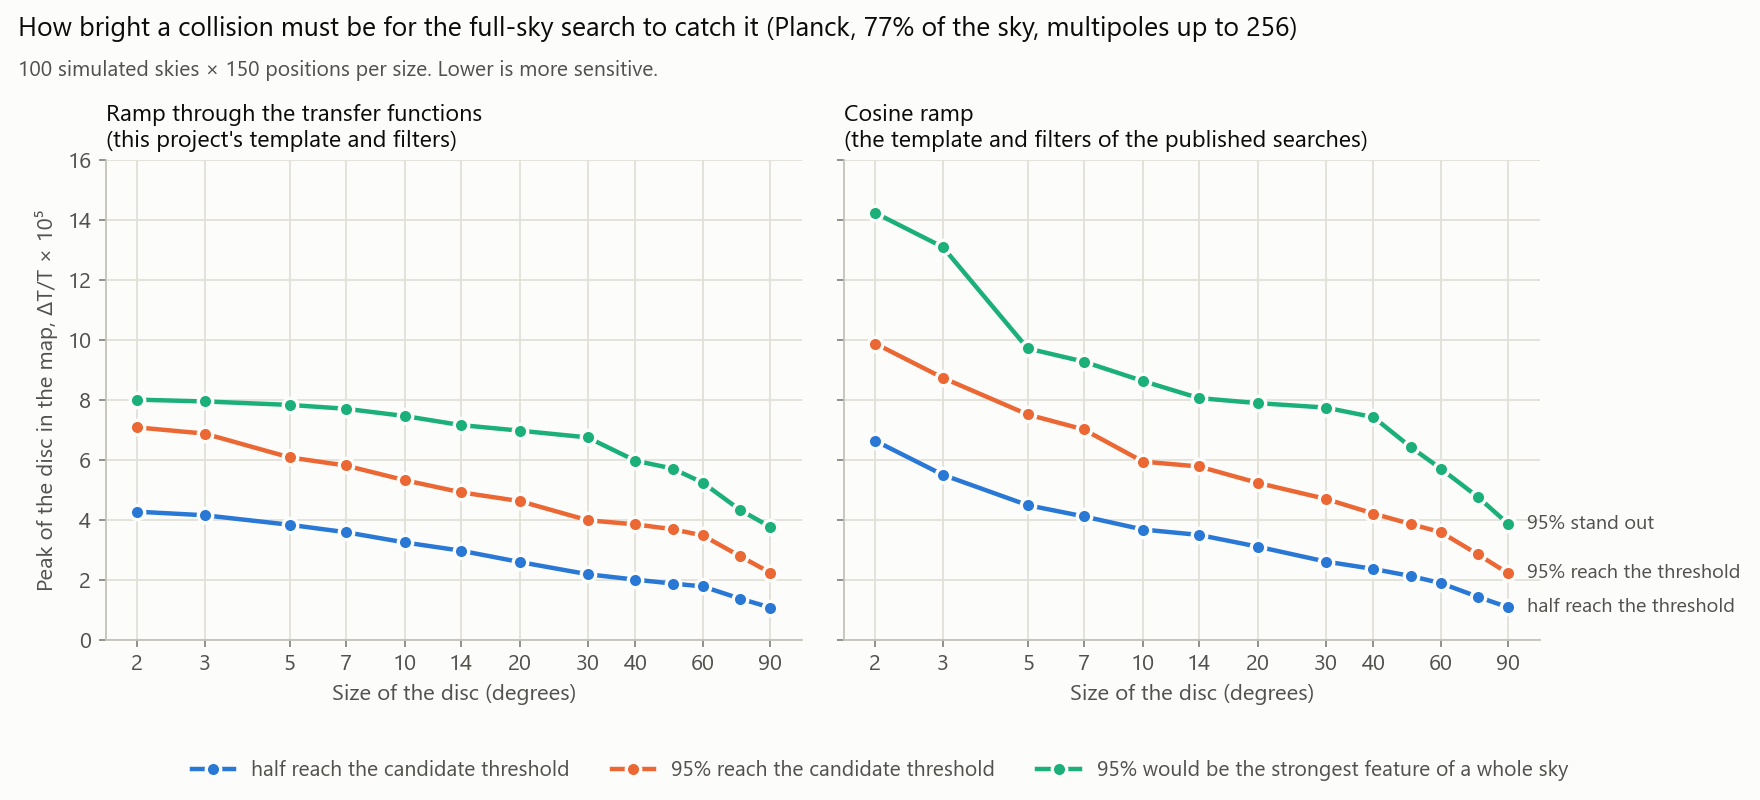 How bright a collision must be for the full-sky search to catch it (Planck, 77% of the sky, multipoles up to 256)
100 simulated skies × 150 positions per size. Lower is more sensitive.
Ramp through the transfer functions
(this project's template and filters)
Cosine ramp
(the template and filters of the published searches)
Peak of the disc in the map, ΔT/T × 10⁵
16
14
12
10
8
6
4
2
0
2 3 5 7 10 14 20 30 40 60 90
Size of the disc (degrees)
95% stand out
95% reach the threshold
half reach the threshold
2 3 5 7 10 14 20 30 40 60 90
Size of the disc (degrees)
half reach the candidate threshold
95% reach the candidate threshold
95% would be the strongest feature of a whole sky